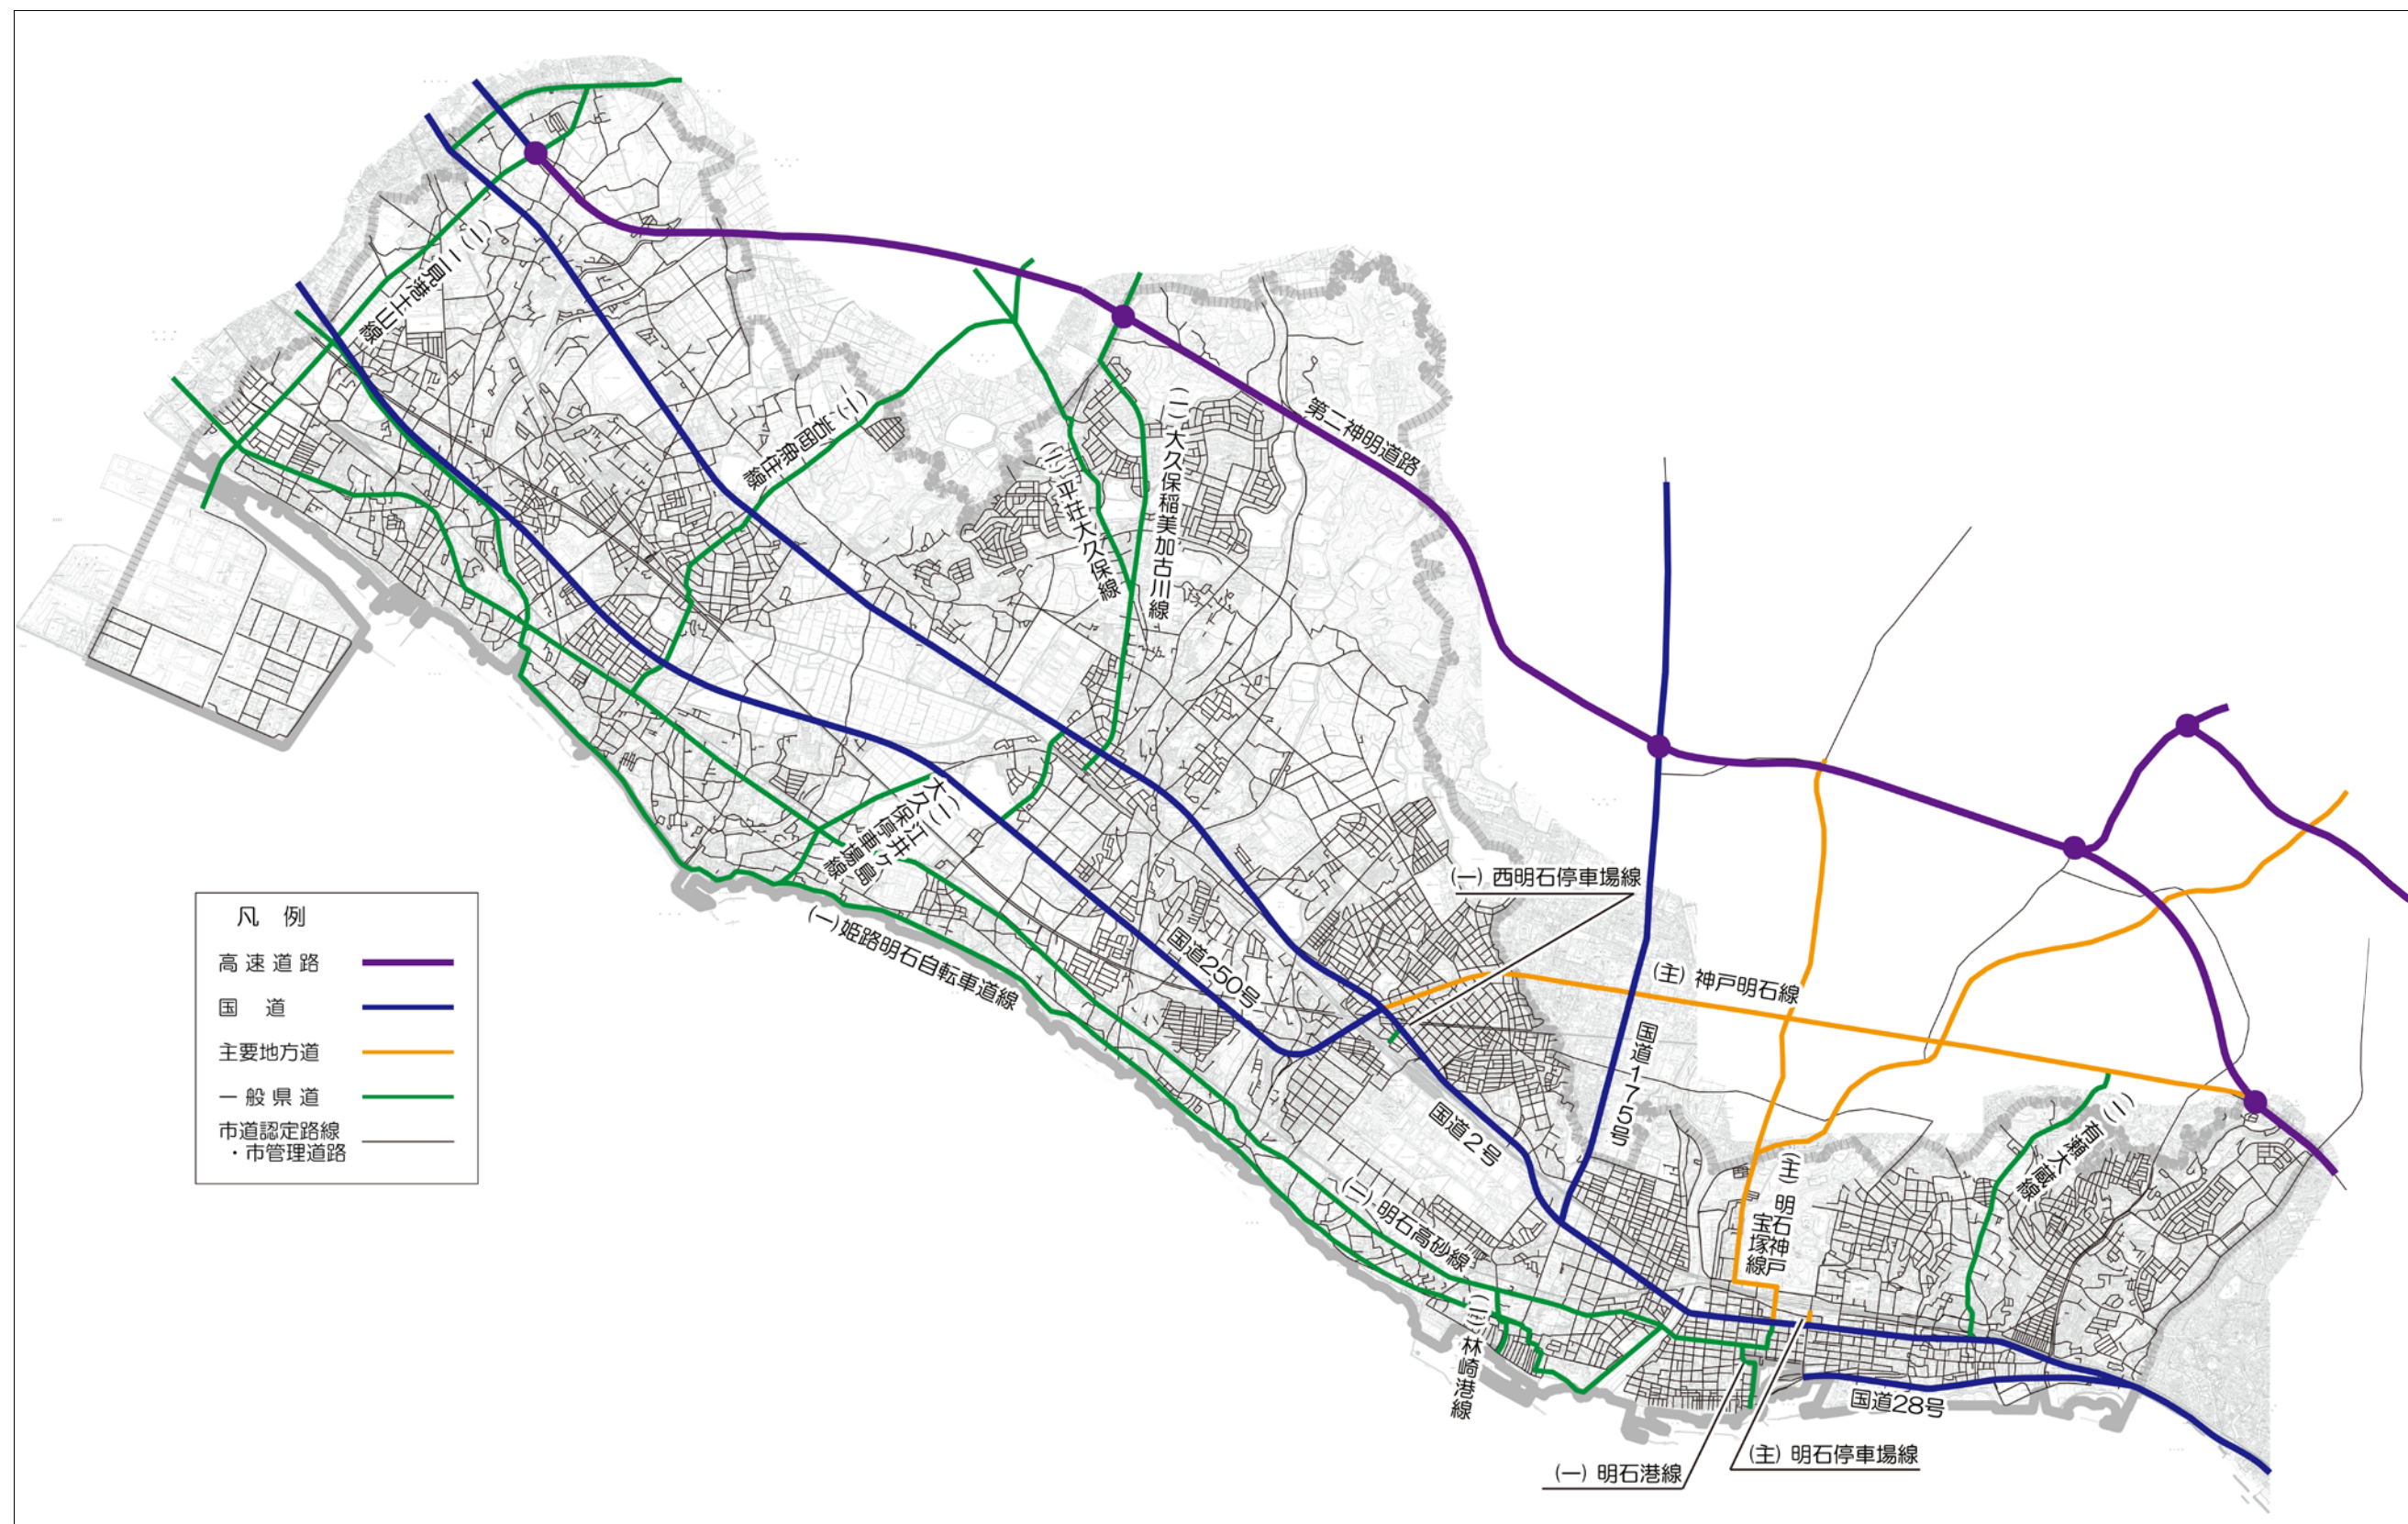 (一)二見港土山線
(一)岩岡魚住線
(一)平荘大久保線
(一)大久保稲美加古川線
第二神明道路
(一)江井ヶ島
大久保停車場線
(一)西明石停車場線
(一)姫路明石自転車道線
国道250号
(主)神戸明石線
国道175号
国道2号
(一)有瀬大蔵線
(主)明石神戸
宝塚線
(一)明石高砂線
(一)林崎港線
国道28号
(主)明石停車場線
(一)明石港線
凡 例
高速道路
国 道
主要地方道
一般県道
市道認定路線
・市管理道路